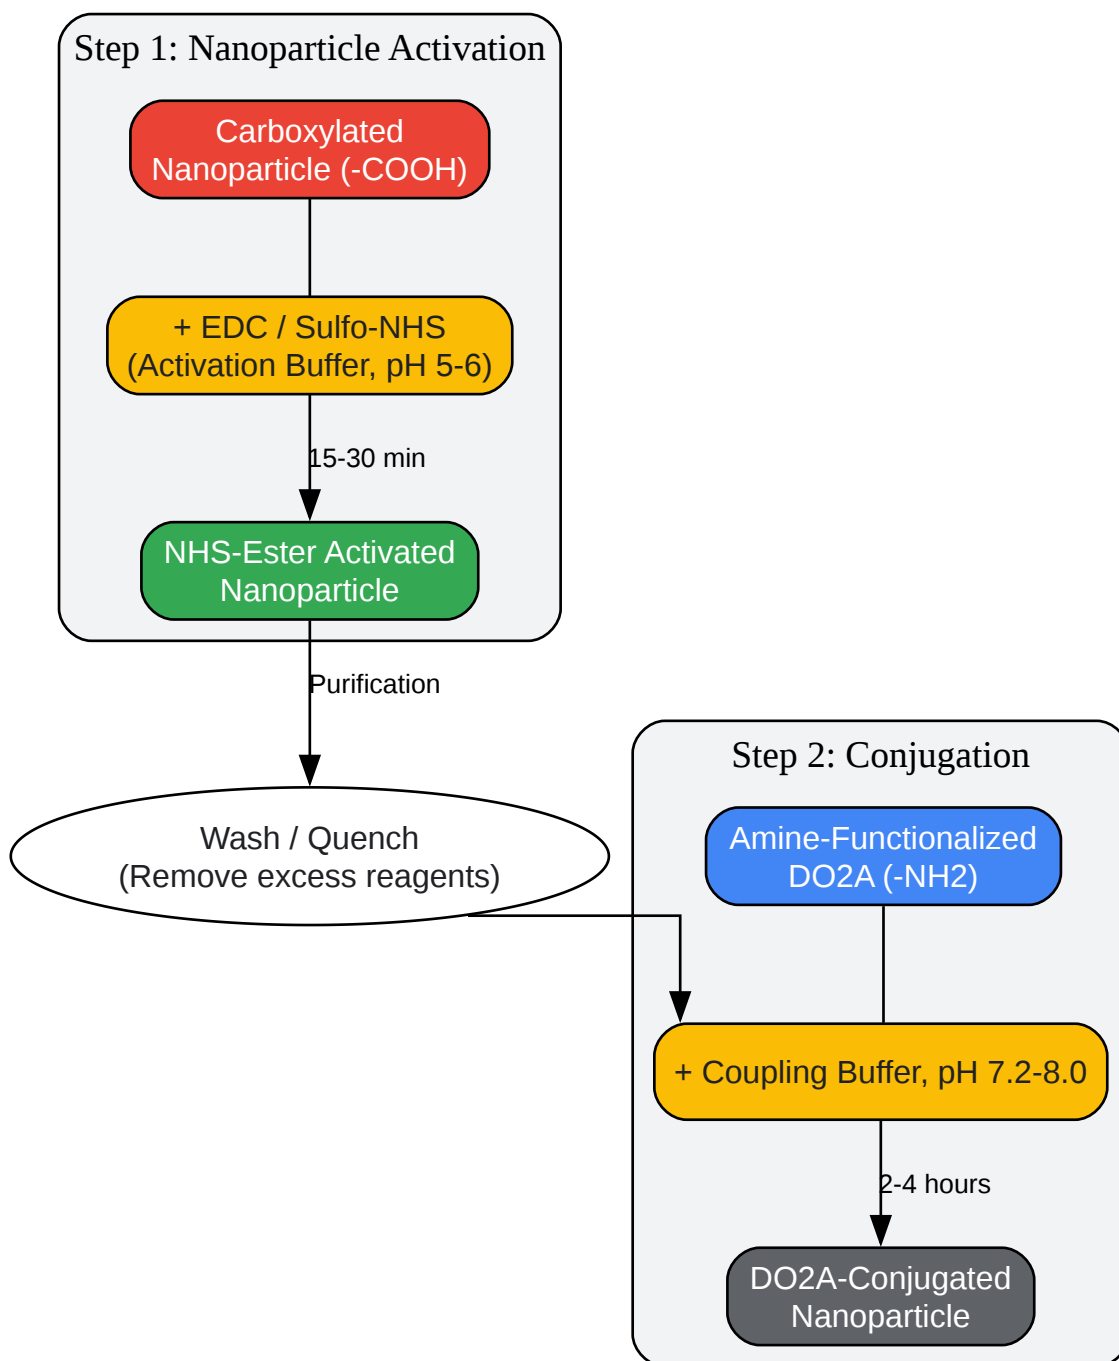 Step 1: Nanoparticle Activation
Carboxylated
Nanoparticle (-COOH)
+ EDC / Sulfo-NHS
(Activation Buffer, pH 5-6)
15-30 min
NHS-Ester Activated
Nanoparticle
Purification
Wash / Quench
(Remove excess reagents)
Step 2: Conjugation
Amine-Functionalized
DO2A (-NH2)
+ Coupling Buffer, pH 7.2-8.0
2-4 hours
DO2A-Conjugated
Nanoparticle